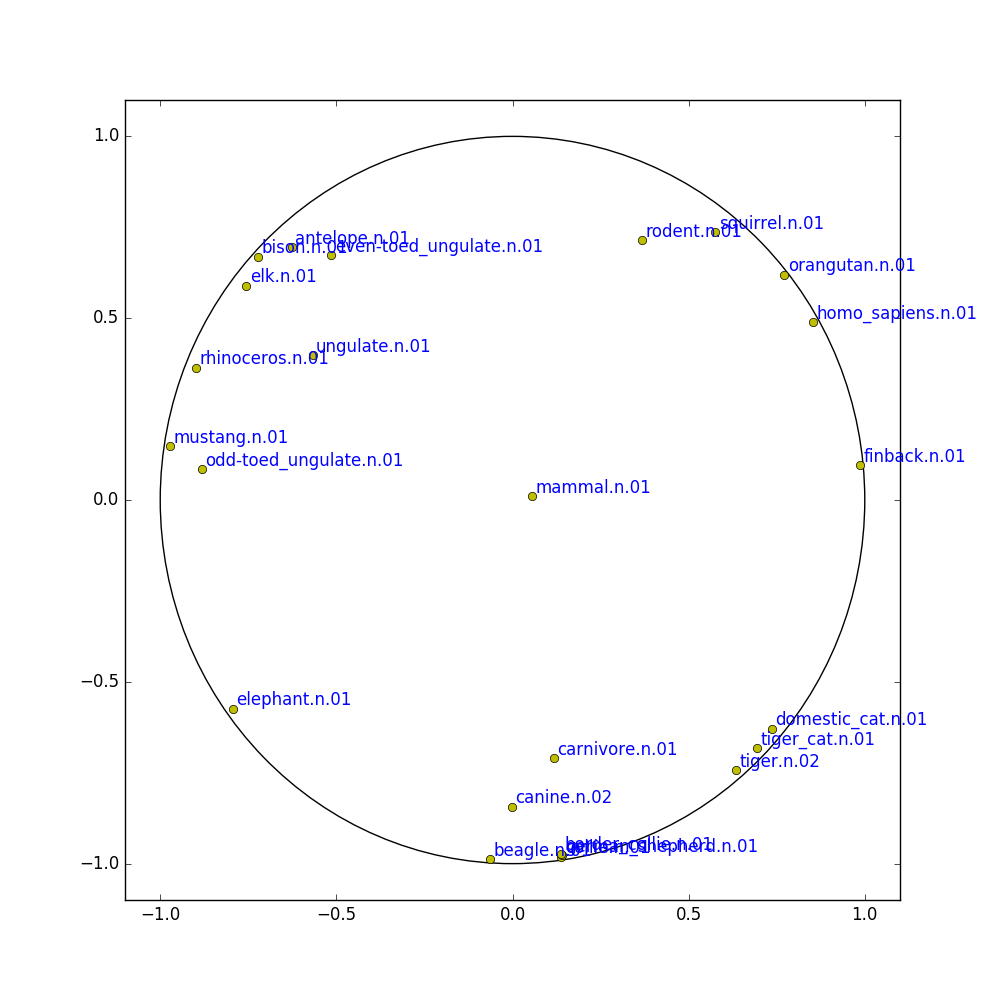 1.0
squirrel.n.01
rodent.n.01
antelope.n.01
bison.n.01
even-toed_ungulate.n.01
orangutan.n.01
elk.n.01
0.5
homo_sapiens.n.01
ungulate.n.01
rhinoceros.n.01
mustang.n.01
odd-toed_ungulate.n.01
finback.n.01
mammal.n.01
0.0
−0.5
elephant.n.01
domestic_cat.n.01
tiger_cat.n.01
carnivore.n.01
tiger.n.02
canine.n.02
border_collie.n.01
beagle.n.01
−1.0
−1.0 −0.5 0.0 0.5 1.0